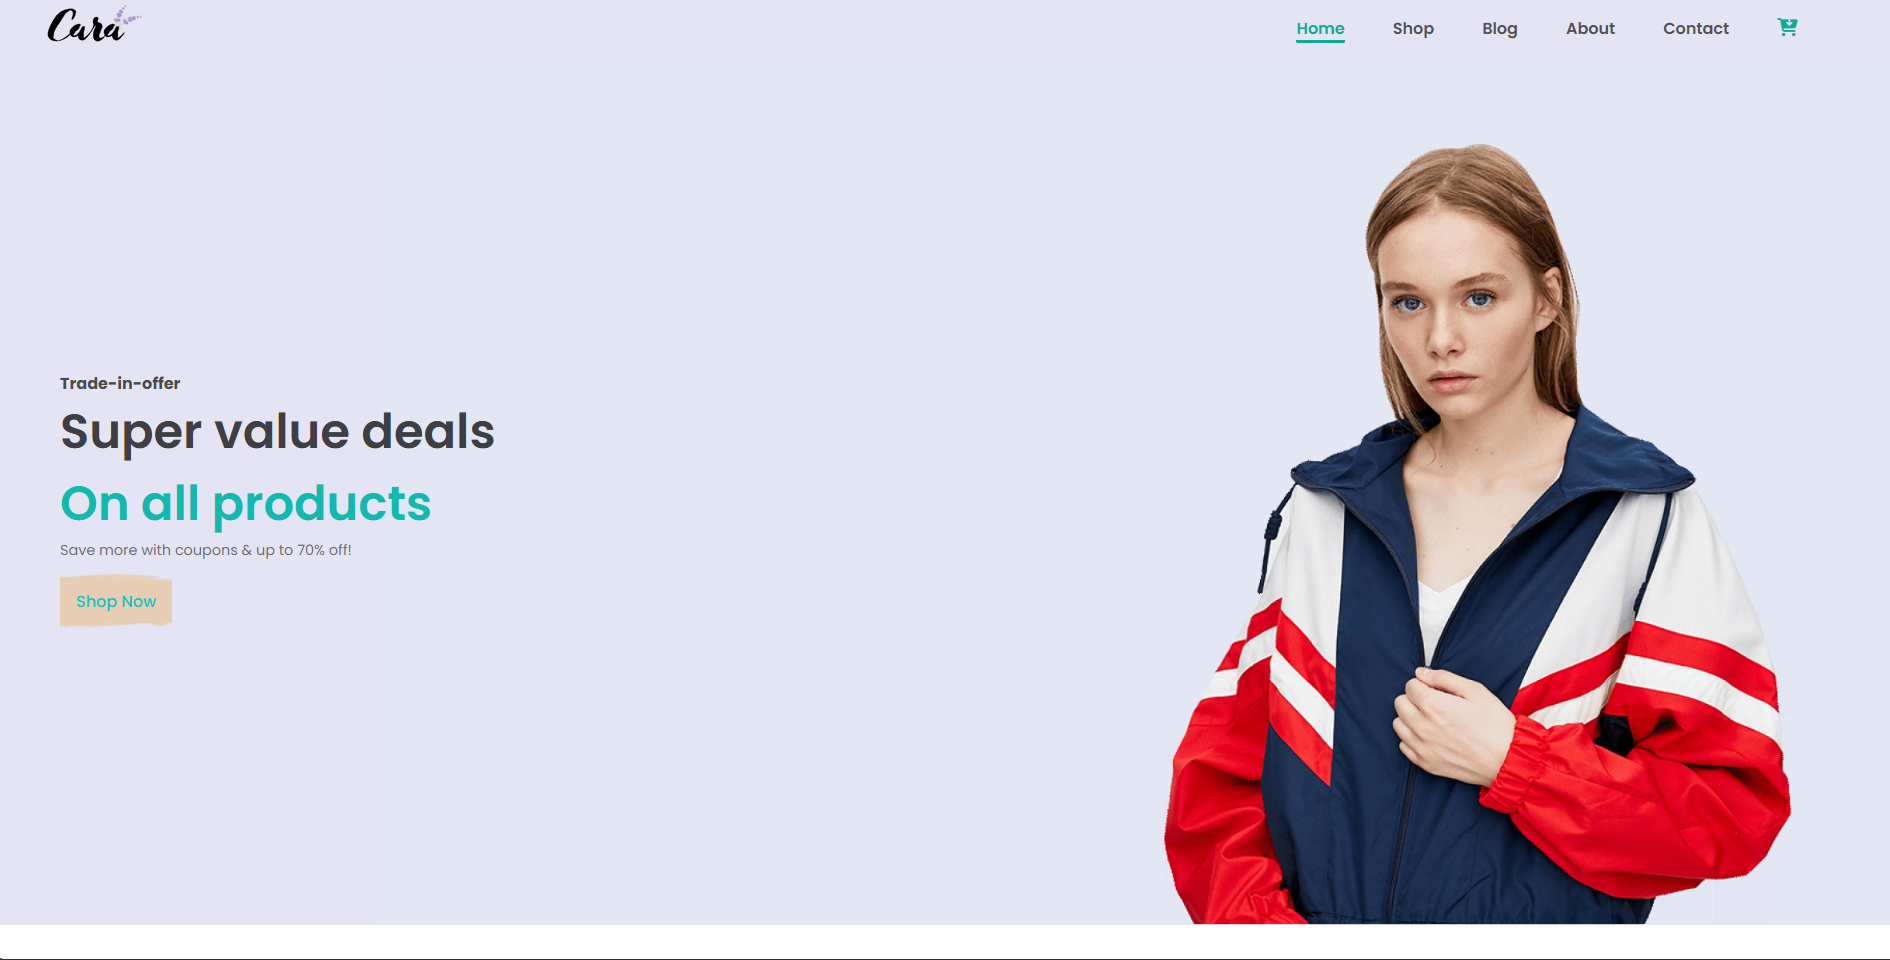 Cara
Home Shop Blog About Contact
Trade-in-offer
Super value deals
On all products
Save more with coupons & up to 70% off!
Shop Now